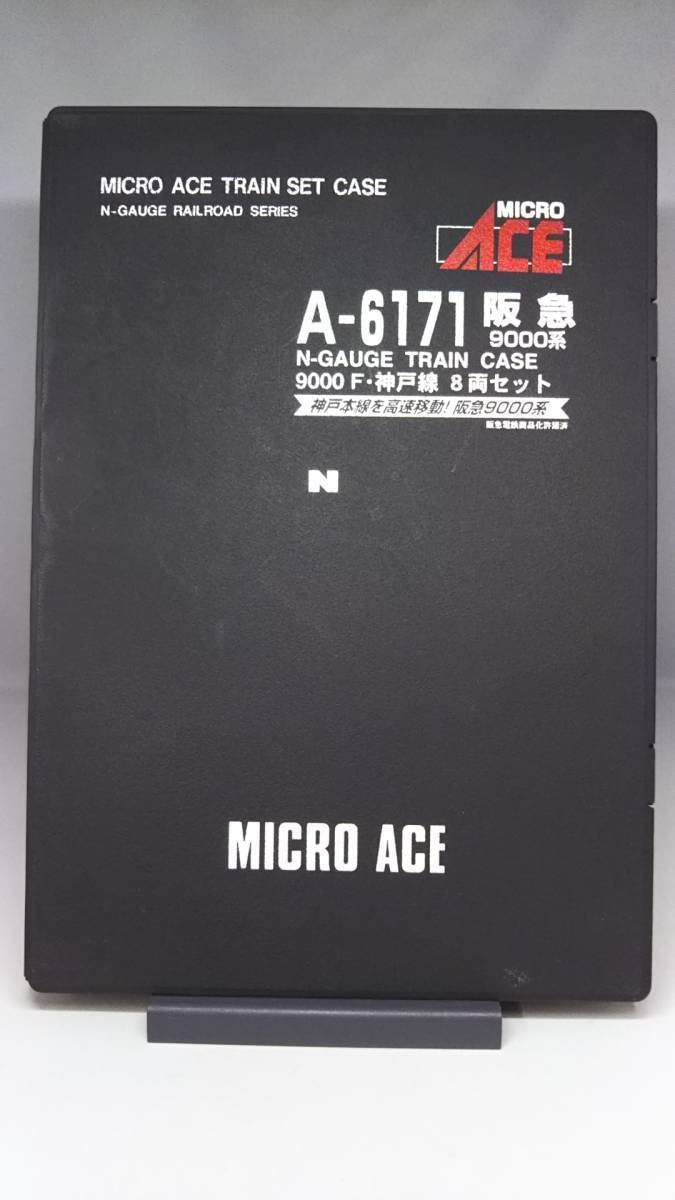 MICRO ACE TRAIN SET CASE
N-GAUGE RAILROAD SERIES
MICRO
ACE
A-6171 阪急
9000系
N-GAUGE TRAIN CASE
9000F・神戸線 8両セット
神戸本線を高速移動! 阪急9000系
阪急電鉄商品化許諾済
N
MICRO ACE